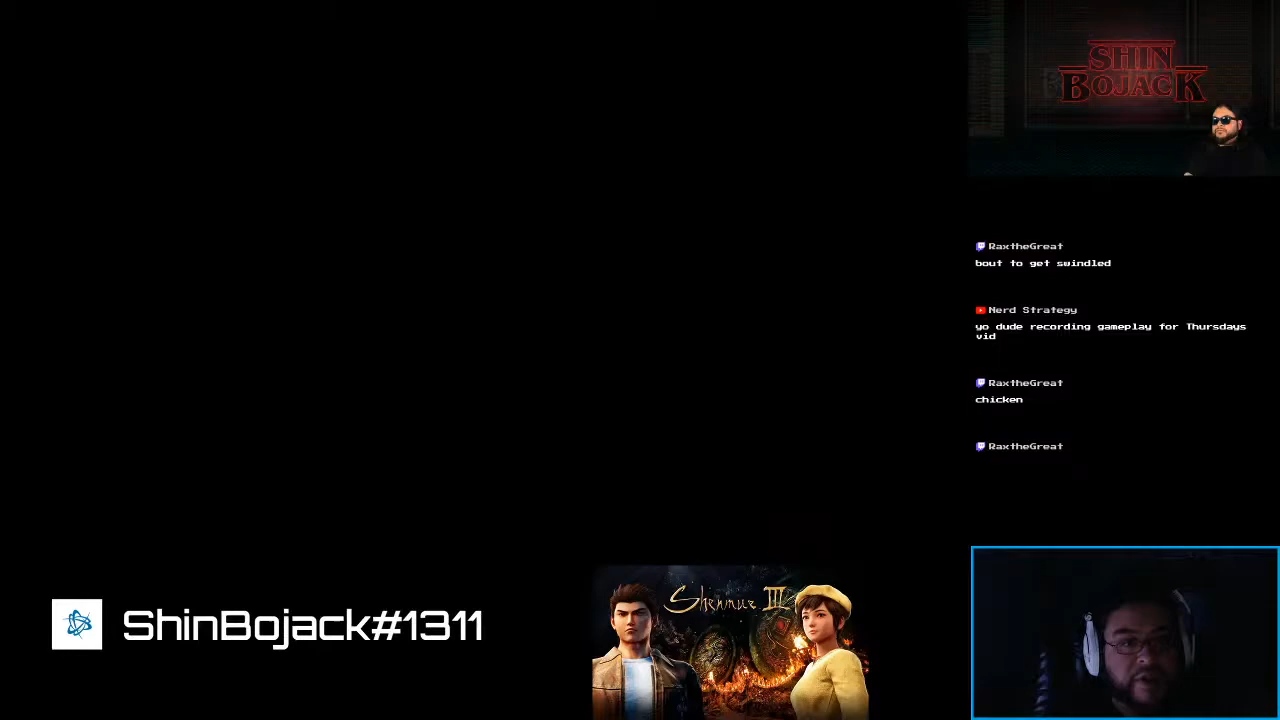 SHIN
BOJACK
RaxtheGreat
bout to get swindled
Nerd Strategy
yo dude recording gameplay for Thursdays
vid
RaxtheGreat
chicken
RaxtheGreat
ShinBojack#1311
Shenmue III